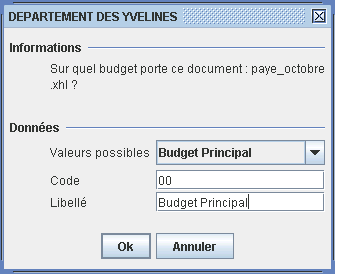 DEPARTEMENT DES YVELINES
Informations
Sur quel budget porte ce document : paye_octobre
.xhl ?
Données
Valeurs possibles Budget Principal
Code 00
Libellé Budget Principal
Ok Annuler